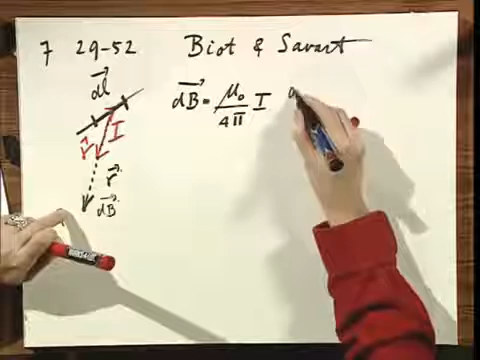 7 29-52 Biot & Savart
dl
dB = μ₀/4π I d
I
r̂
r
dB